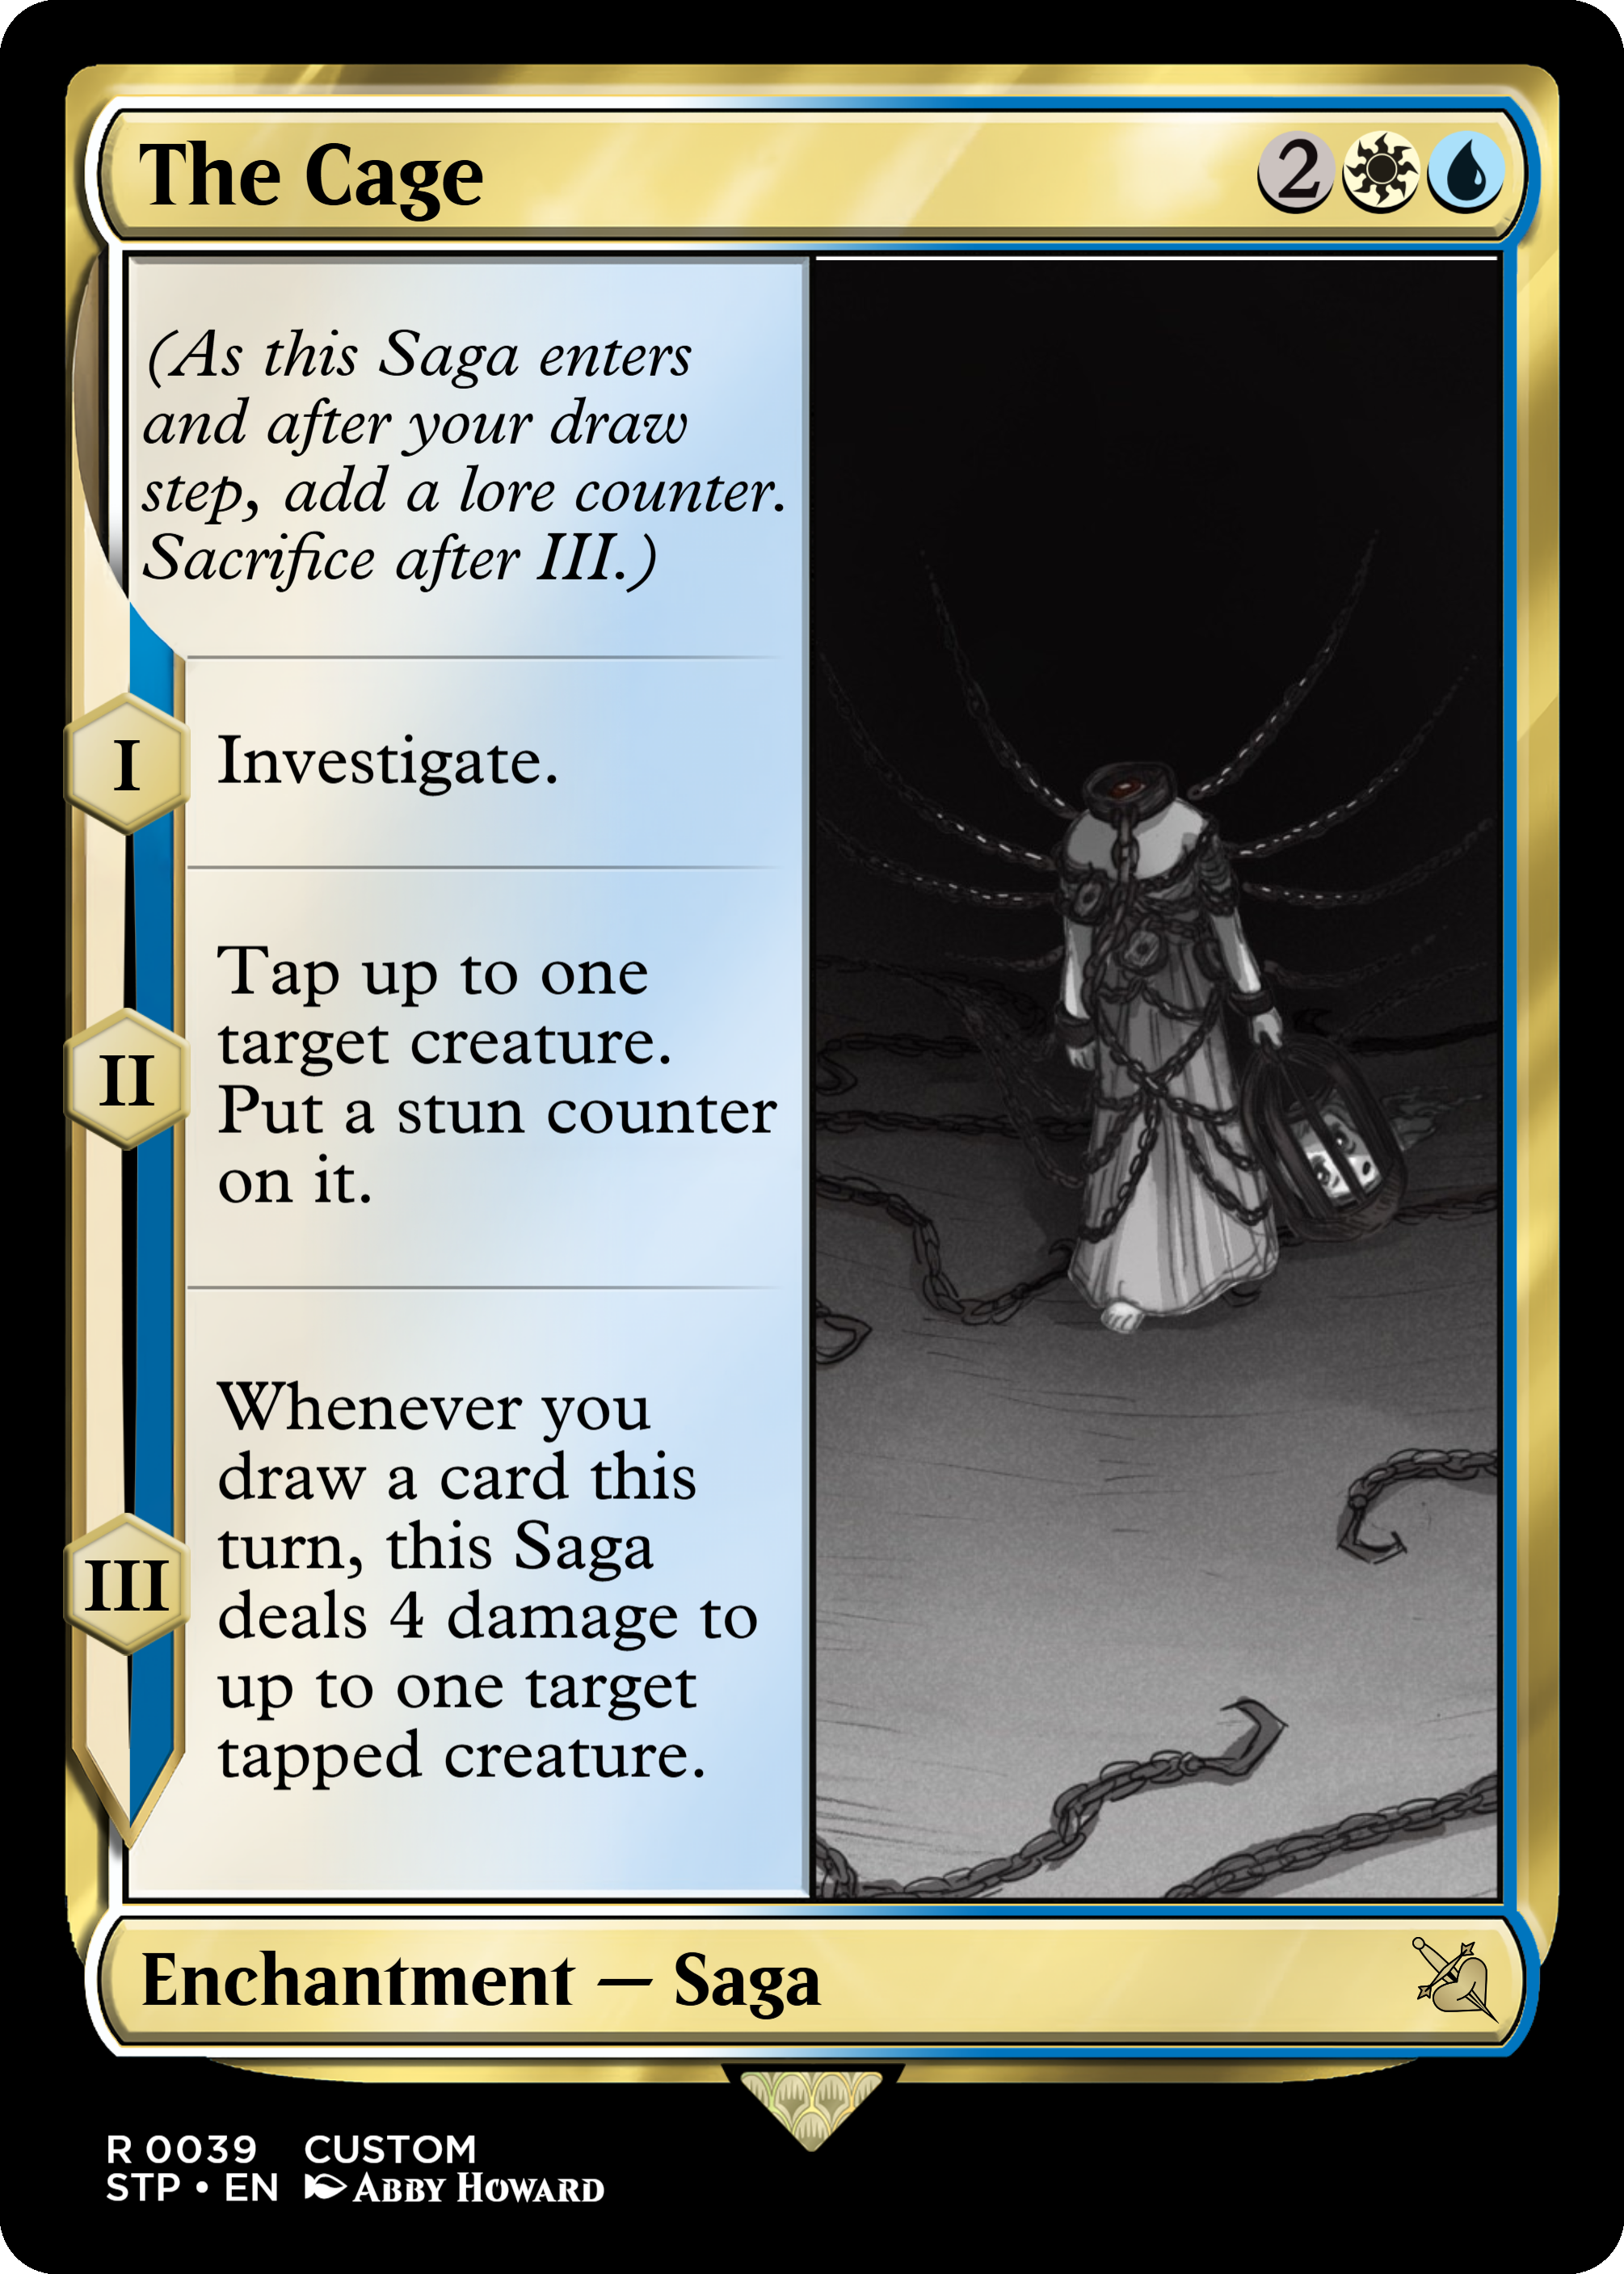 The Cage 2
(As this Saga enters
and after your draw
step, add a lore counter.
Sacrifice after III.)
I Investigate.
II Tap up to one
target creature.
Put a stun counter
on it.
III Whenever you
draw a card this
turn, this Saga
deals 4 damage to
up to one target
tapped creature.
Enchantment — Saga
R 0039 CUSTOM
STP • EN Abby Howard